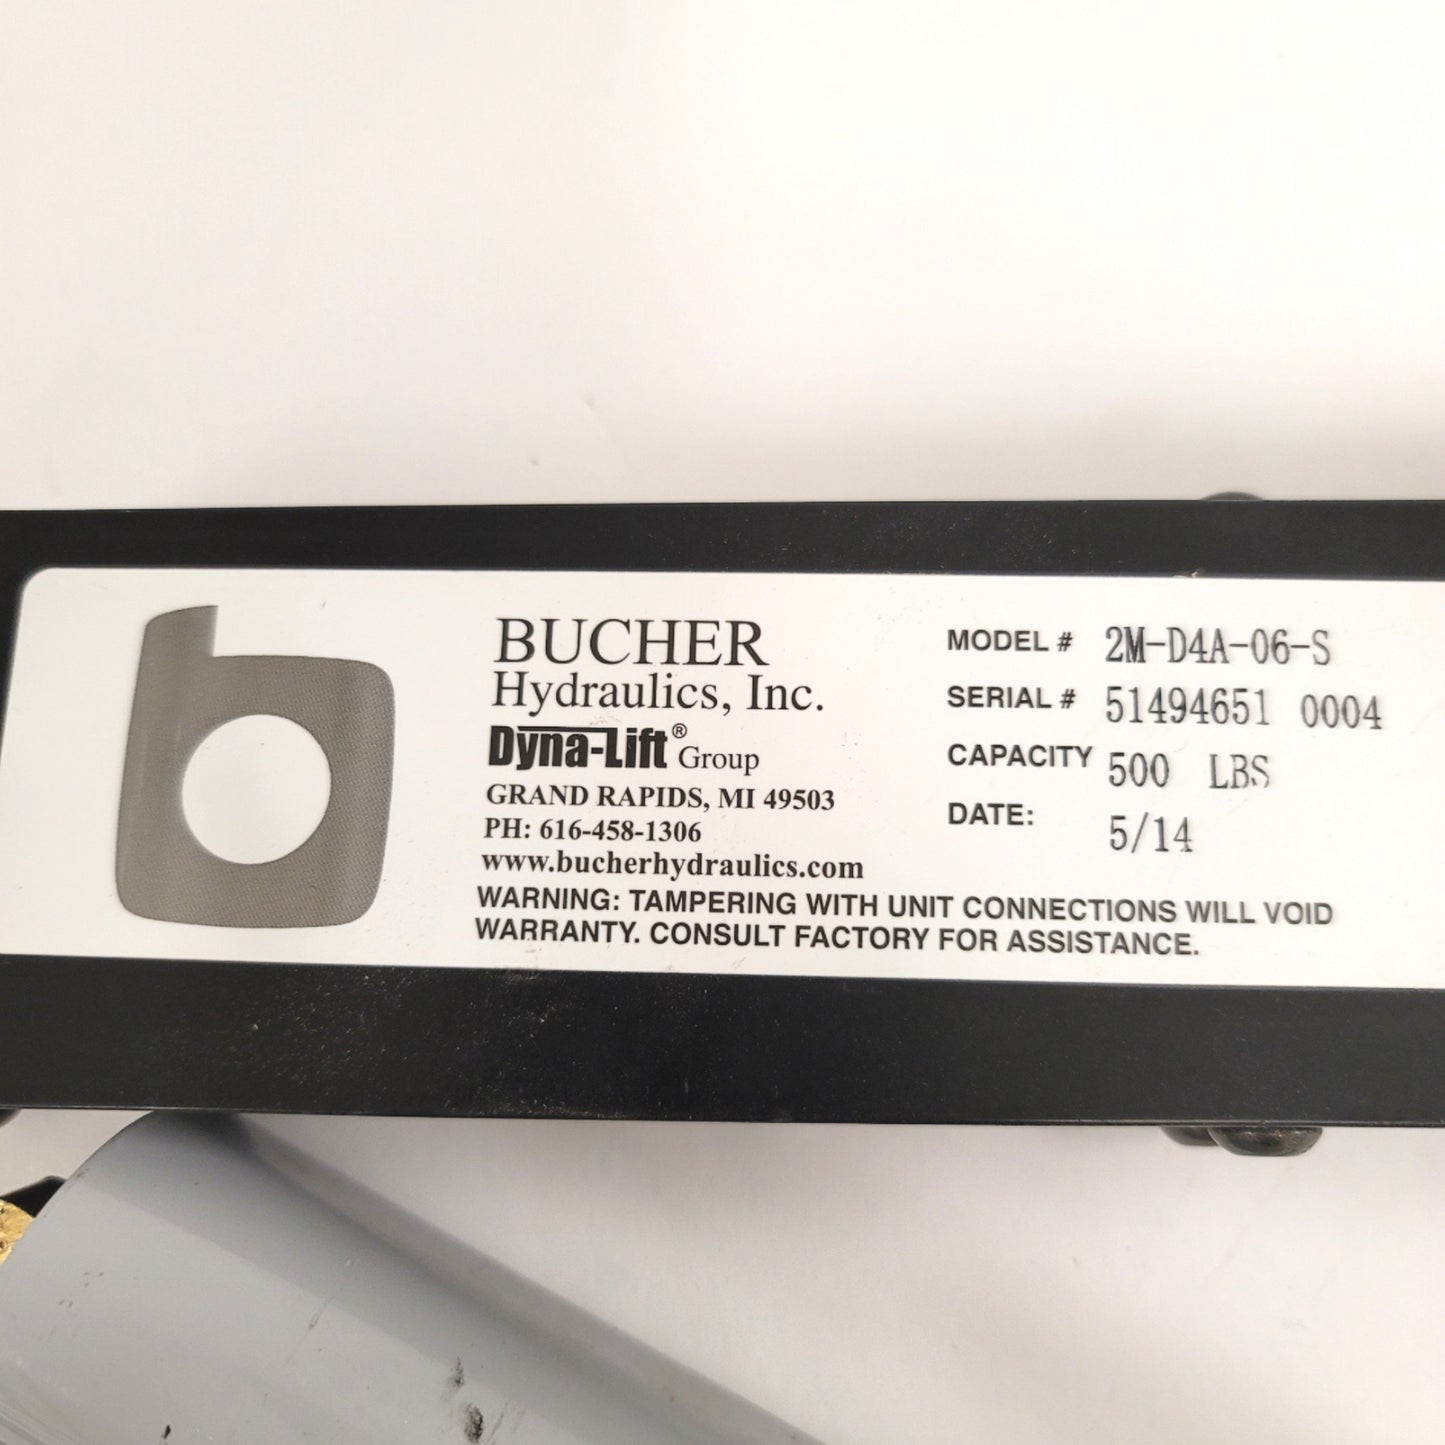 BUCHER
Hydraulics, Inc.
Dyna-Lift® Group
GRAND RAPIDS, MI 49503
PH: 616-458-1306
www.bucherhydraulics.com
MODEL # 2M-D4A-06-S
SERIAL # 51494651 0004
CAPACITY 500 LBS
DATE: 5/14
WARNING: TAMPERING WITH UNIT CONNECTIONS WILL VOID
WARRANTY. CONSULT FACTORY FOR ASSISTANCE.